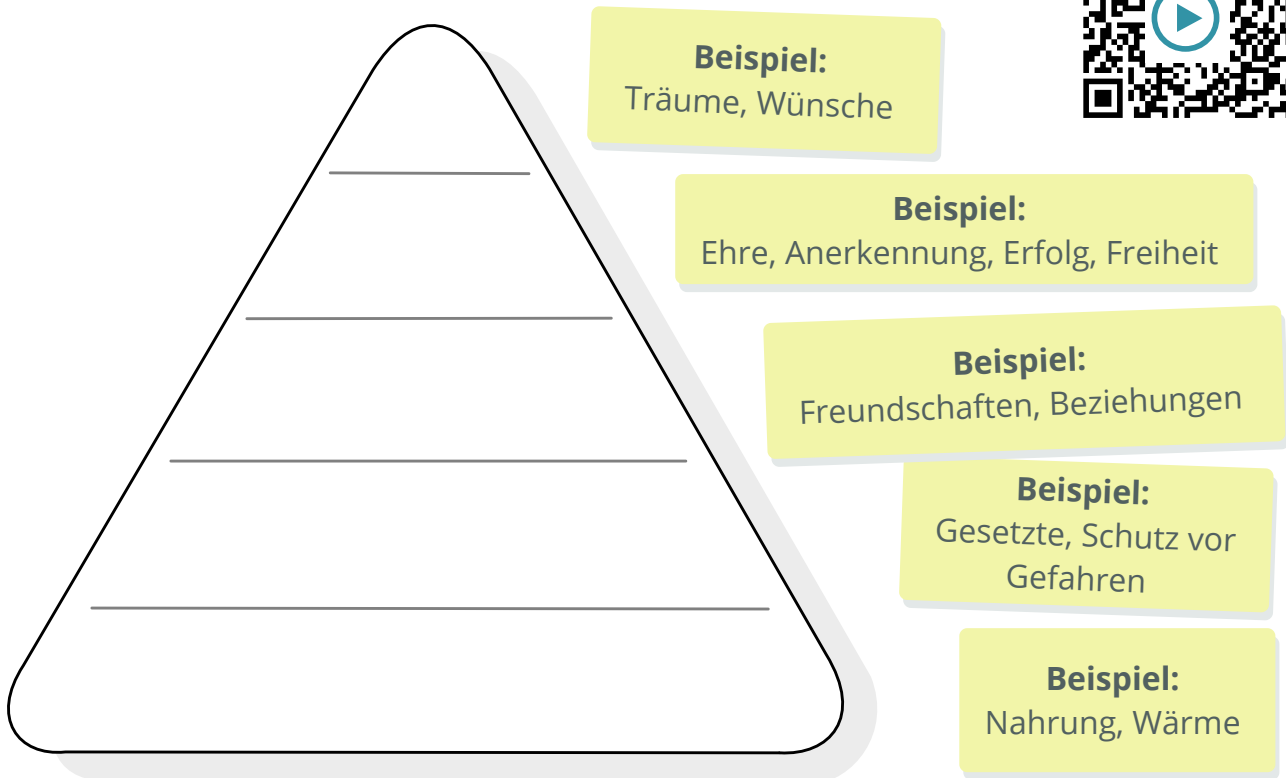 Beispiel:
Träume, Wünsche
Beispiel:
Ehre, Anerkennung, Erfolg, Freiheit
Beispiel:
Freundschaften, Beziehungen
Beispiel:
Gesetzte, Schutz vor
Gefahren
Beispiel:
Nahrung, Wärme